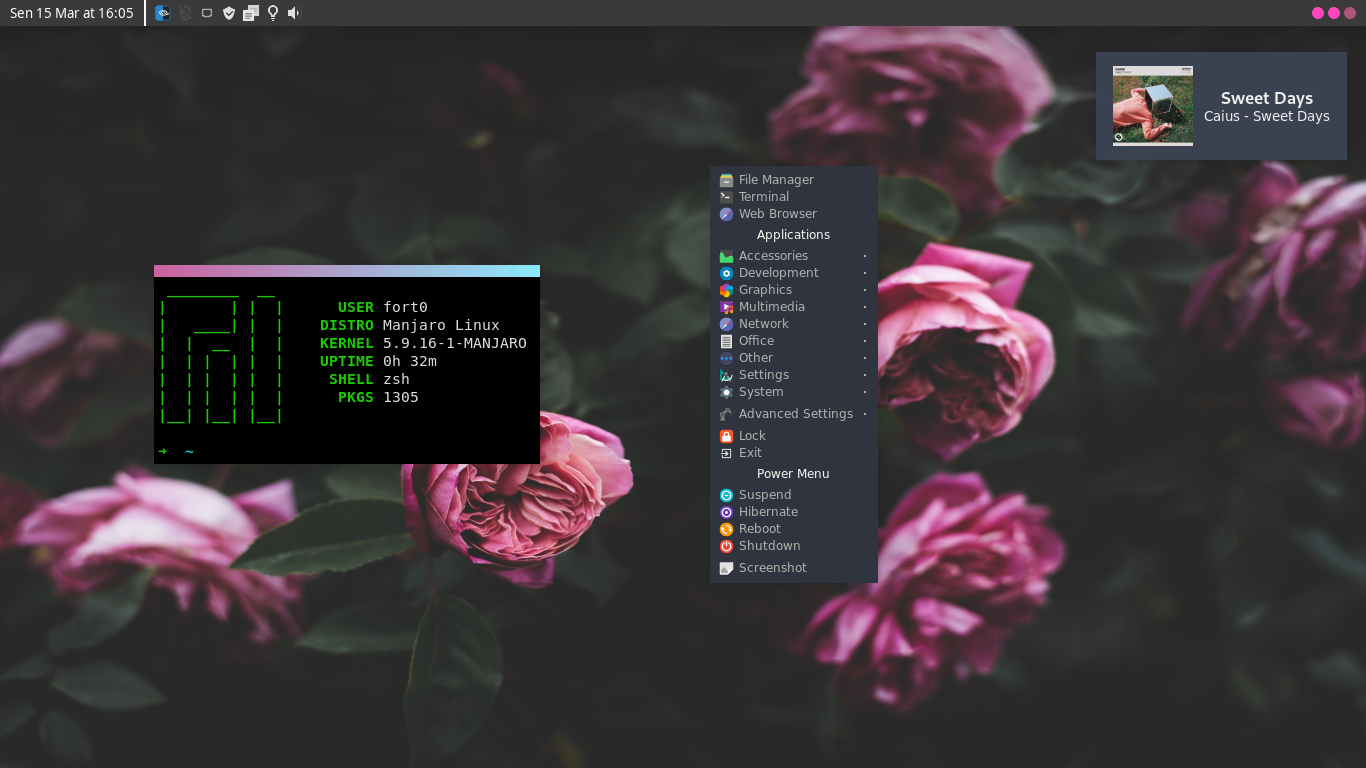 Sen 15 Mar at 16:05
Sweet Days
Caius - Sweet Days
File Manager
Terminal
Web Browser
Applications
Accessories
Development
Graphics
Multimedia
Network
Office
Other
Settings
System
Advanced Settings
Lock
Exit
Power Menu
Suspend
Hibernate
Reboot
Shutdown
Screenshot
USER fort0
DISTRO Manjaro Linux
KERNEL 5.9.16-1-MANJARO
UPTIME 0h 32m
SHELL zsh
PKGS 1305
➜ ~